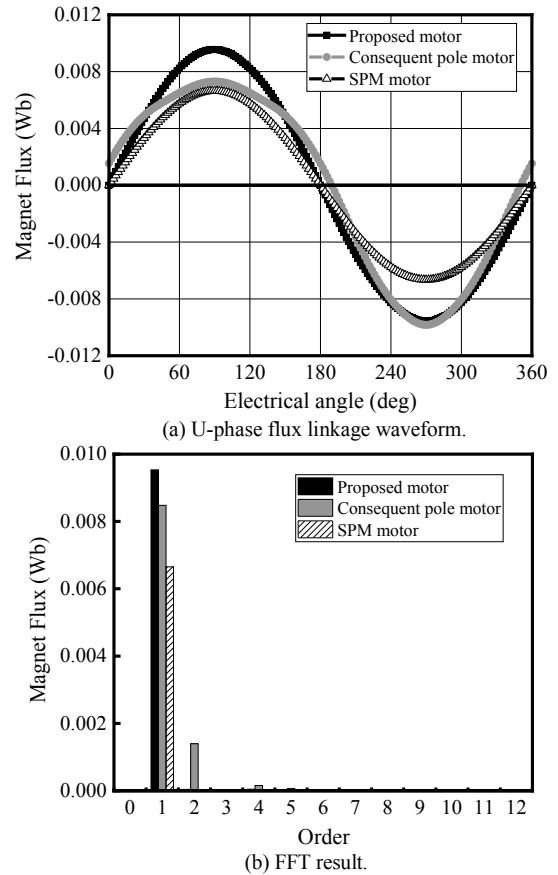 0.012
0.008
0.004
0.000
-0.004
-0.008
-0.012
Magnet Flux (Wb)
Proposed motor
Consequent pole motor
SPM motor
0 60 120 180 240 300 360
Electrical angle (deg)
(a) U-phase flux linkage waveform.
0.010
0.008
0.006
0.004
0.002
0.000
Magnet Flux (Wb)
Proposed motor
Consequent pole motor
SPM motor
0 1 2 3 4 5 6 7 8 9 10 11 12
Order
(b) FFT result.